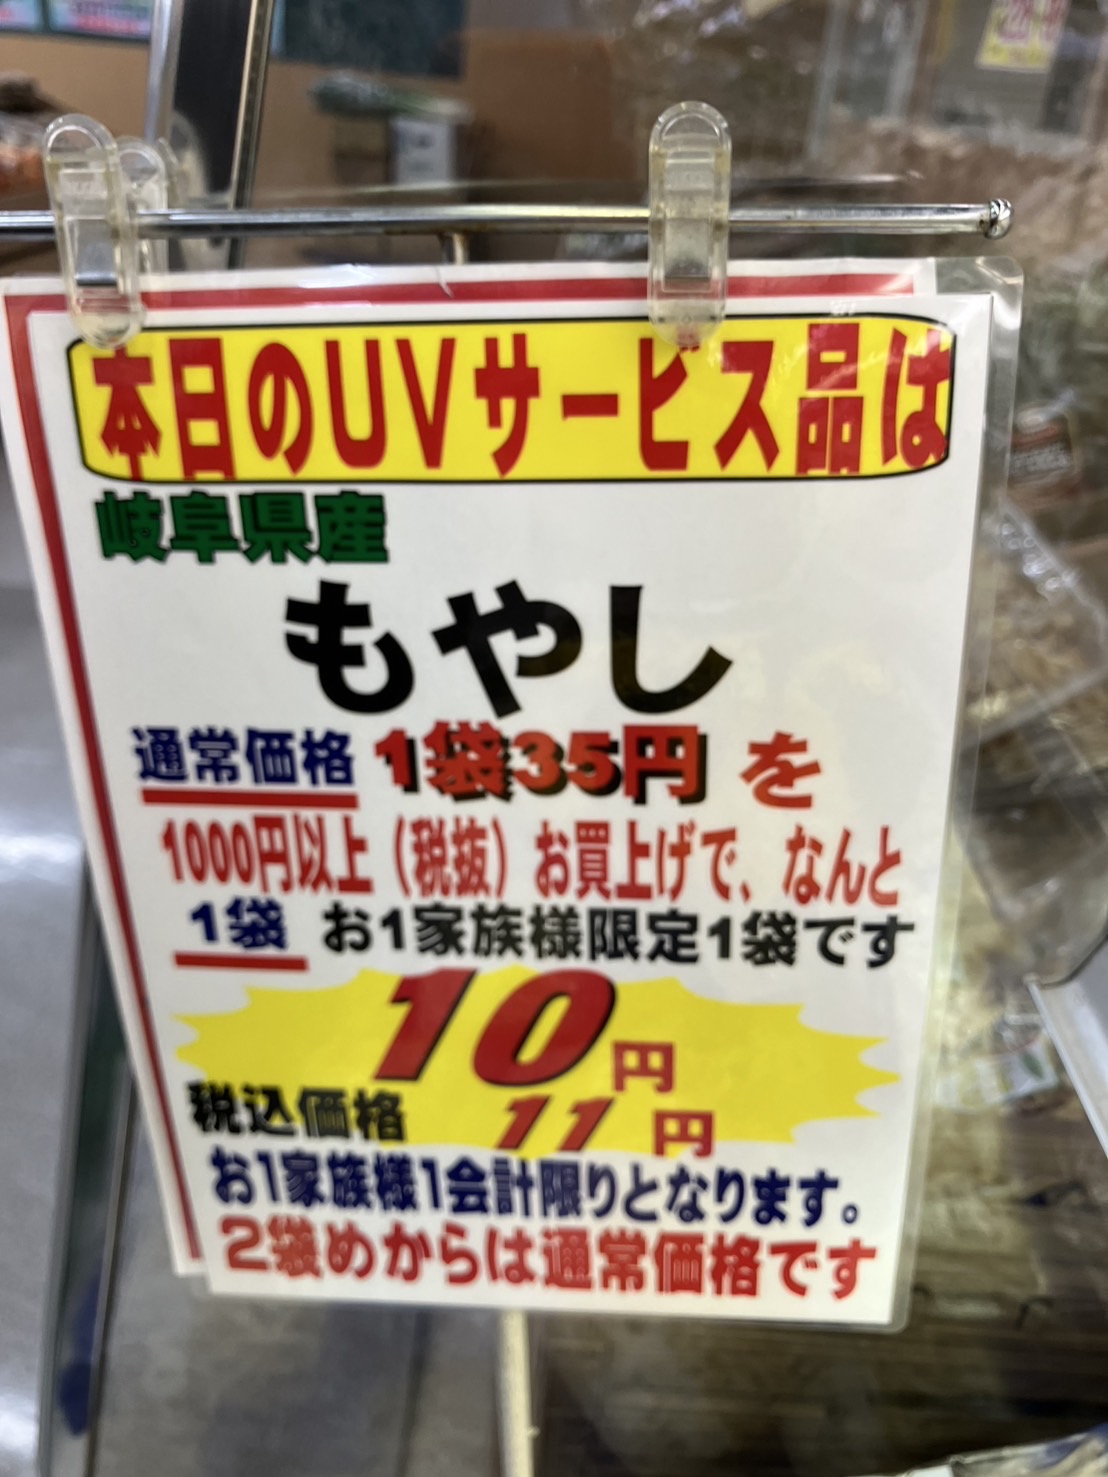 本日のUVサービス品は
岐阜県産
もやし
通常価格 1袋35円 を
1000円以上（税抜）お買上げで、なんと
1袋 お1家族様限定1袋です
10円
税込価格 11円
お1家族様1会計限りとなります。
2袋めからは通常価格です